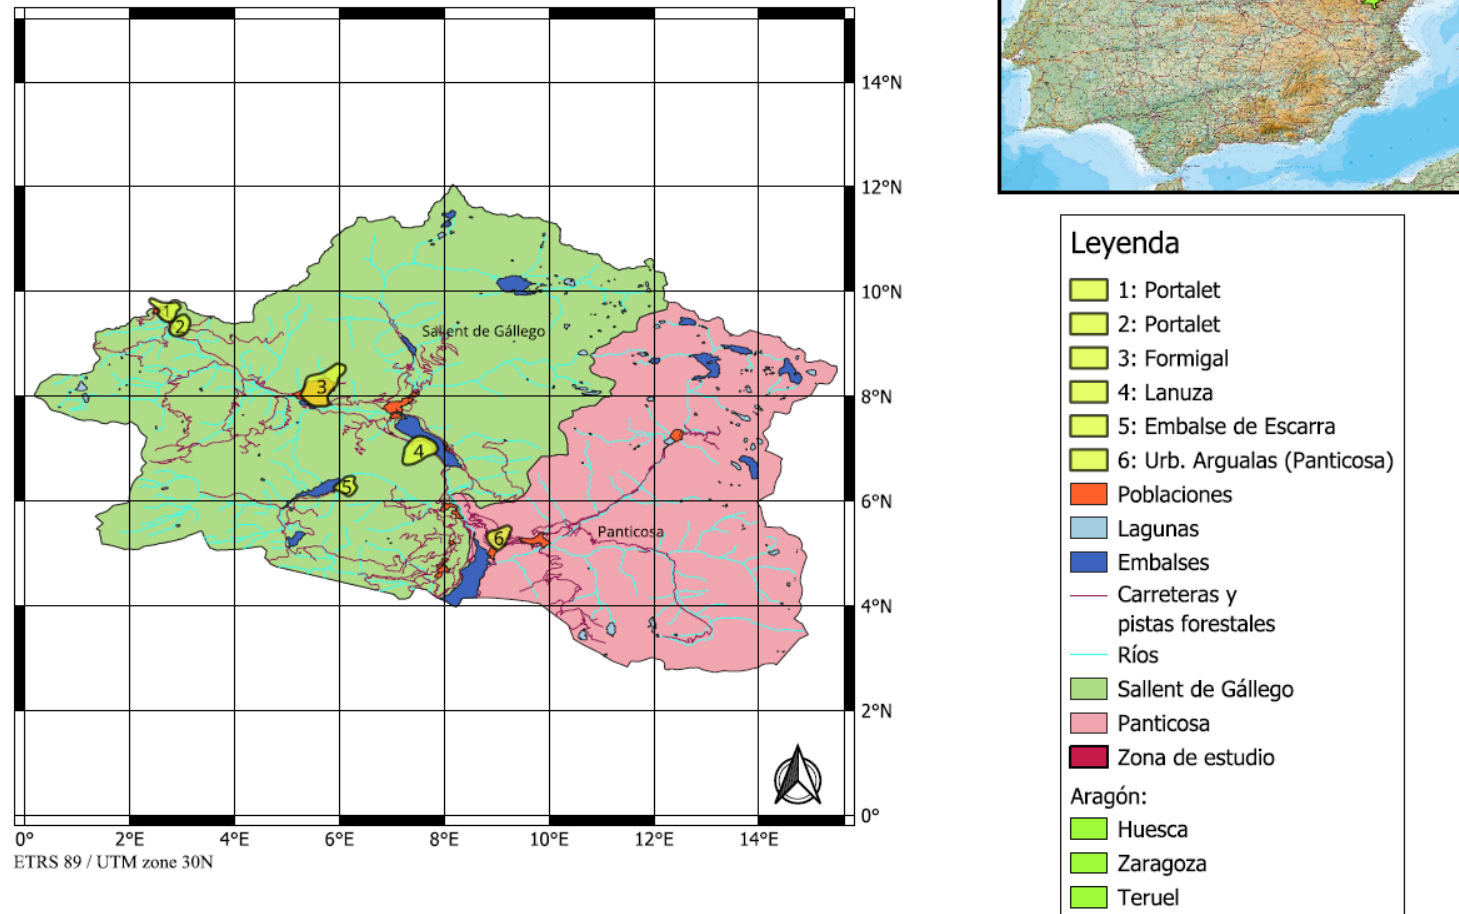 14°N
12°N
10°N
8°N
6°N
4°N
2°N
0°
0°
2°E
4°E
6°E
8°E
10°E
12°E
14°E
ETRS 89 / UTM zone 30N
1
2
3
4
5
6
Sallent de Gállego
Panticosa
Leyenda
1: Portalet
2: Portalet
3: Formigal
4: Lanuza
5: Embalse de Escarra
6: Urb. Argualas (Panticosa)
Poblaciones
Lagunas
Embalses
Carreteras y
pistas forestales
Ríos
Sallent de Gállego
Panticosa
Zona de estudio
Aragón:
Huesca
Zaragoza
Teruel